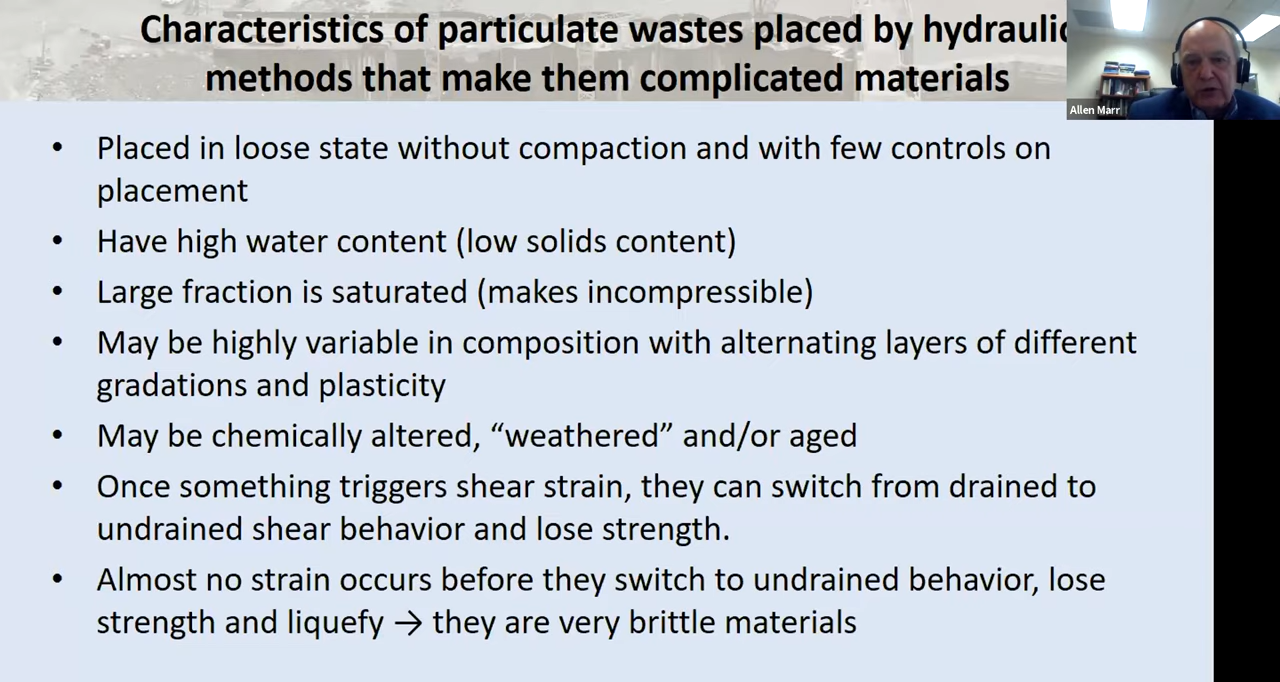 Characteristics of particulate wastes placed by hydraulic
methods that make them complicated materials
Allen Marr
• Placed in loose state without compaction and with few controls on
placement
• Have high water content (low solids content)
• Large fraction is saturated (makes incompressible)
• May be highly variable in composition with alternating layers of different
gradations and plasticity
• May be chemically altered, “weathered” and/or aged
• Once something triggers shear strain, they can switch from drained to
undrained shear behavior and lose strength.
• Almost no strain occurs before they switch to undrained behavior, lose
strength and liquefy → they are very brittle materials